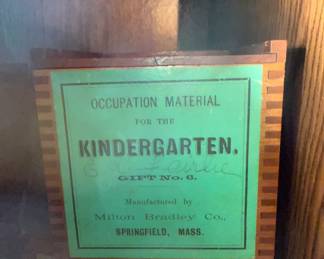 OCCUPATION MATERIAL
FOR THE
KINDERGARTEN.
GIFT No. 6.
Manufactured by
Milton Bradley Co.,
SPRINGFIELD, MASS.